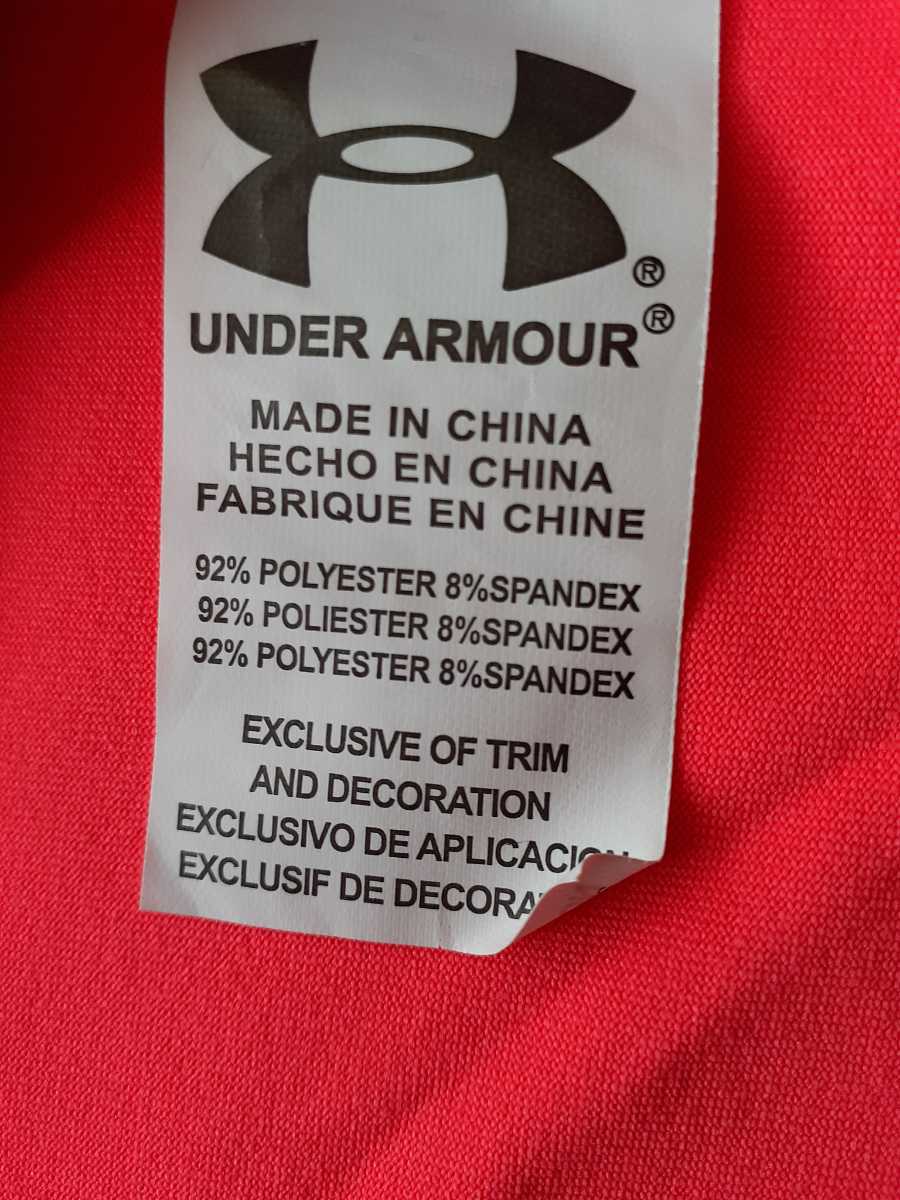 ®
UNDER ARMOUR®
MADE IN CHINA
HECHO EN CHINA
FABRIQUE EN CHINE
92% POLYESTER 8%SPANDEX
92% POLIESTER 8%SPANDEX
92% POLYESTER 8%SPANDEX
EXCLUSIVE OF TRIM
AND DECORATION
EXCLUSIVO DE
EXCLUSIF DE